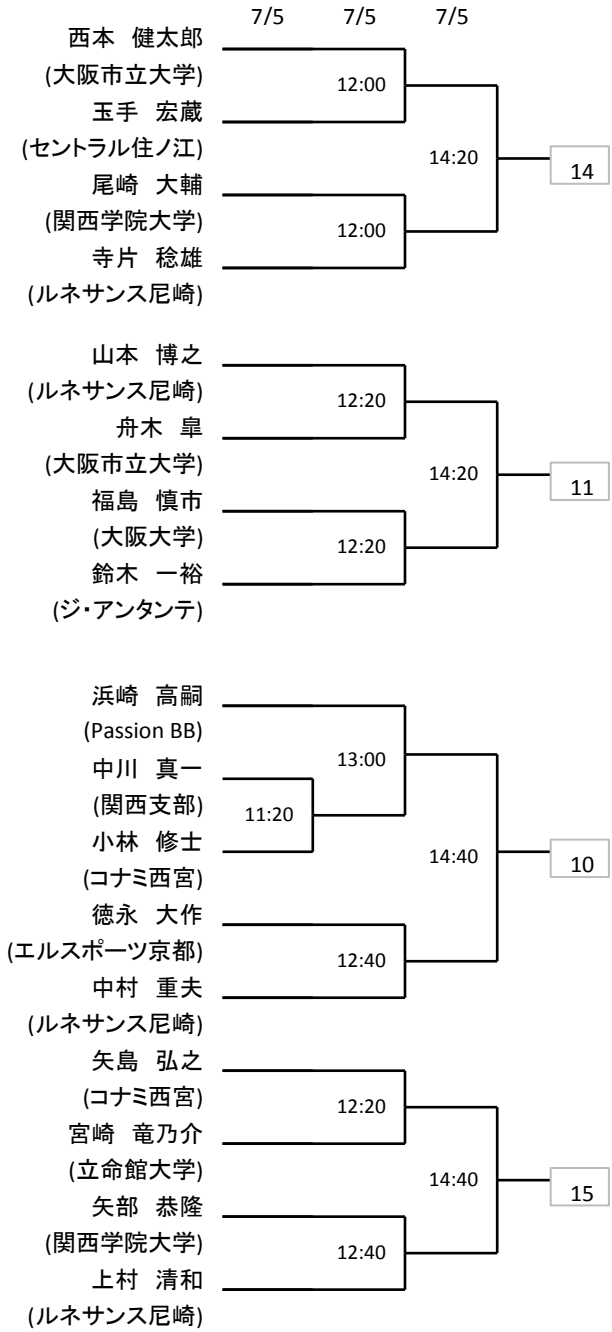 7/5 7/5 7/5
西本 健太郎
(大阪市立大学)
12:00
玉手 宏蔵
(セントラル住ノ江)
14:20
14
尾崎 大輔
(関西学院大学)
12:00
寺片 稔雄
(ルネサンス尼崎)
山本 博之
(ルネサンス尼崎)
12:20
舟木 皐
(大阪市立大学)
14:20
11
福島 慎市
(大阪大学)
12:20
鈴木 一裕
(ジ・アンタンテ)
浜崎 高嗣
(Passion BB)
13:00
中川 真一
(関西支部)
11:20
小林 修士
14:40
10
(コナミ西宮)
徳永 大作
(エルスポーツ京都)
12:40
中村 重夫
(ルネサンス尼崎)
矢島 弘之
(コナミ西宮)
12:20
宮崎 竜乃介
(立命館大学)
14:40
15
矢部 恭隆
(関西学院大学)
12:40
上村 清和
(ルネサンス尼崎)